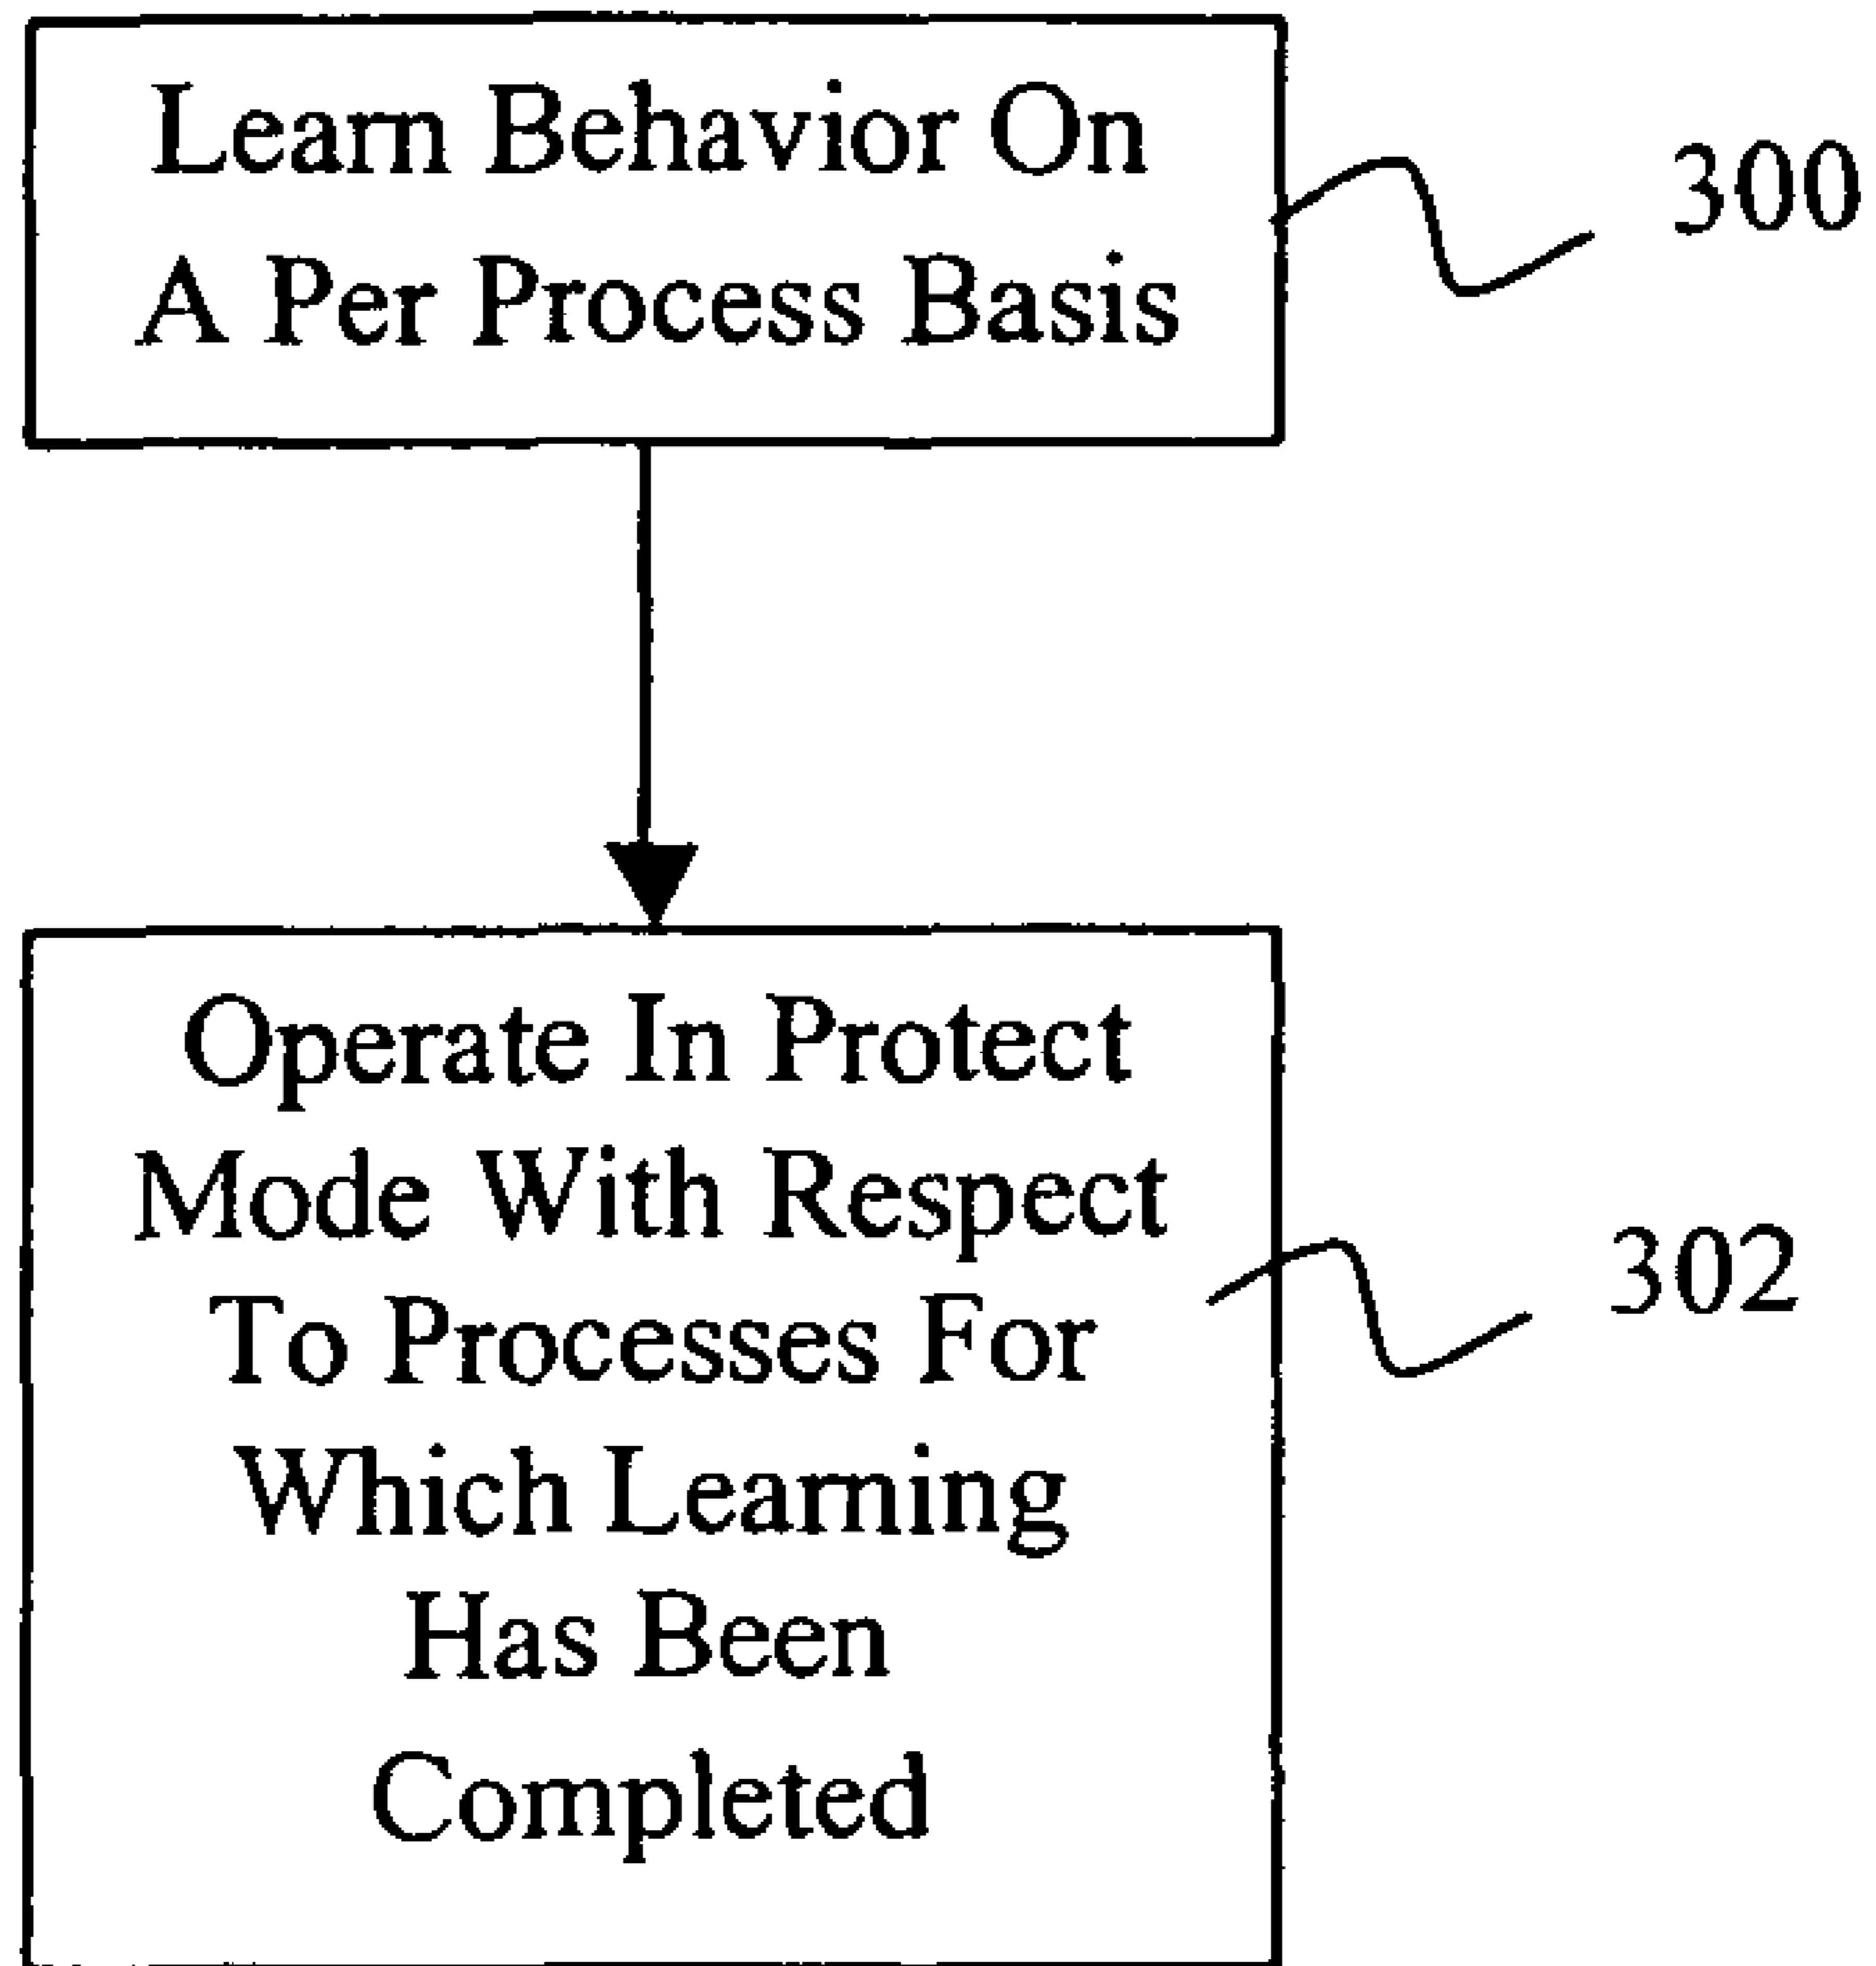 Learn Behavior On
A Per Process Basis
300
Operate In Protect
Mode With Respect
To Processes For
Which Learning
Has Been
Completed
302